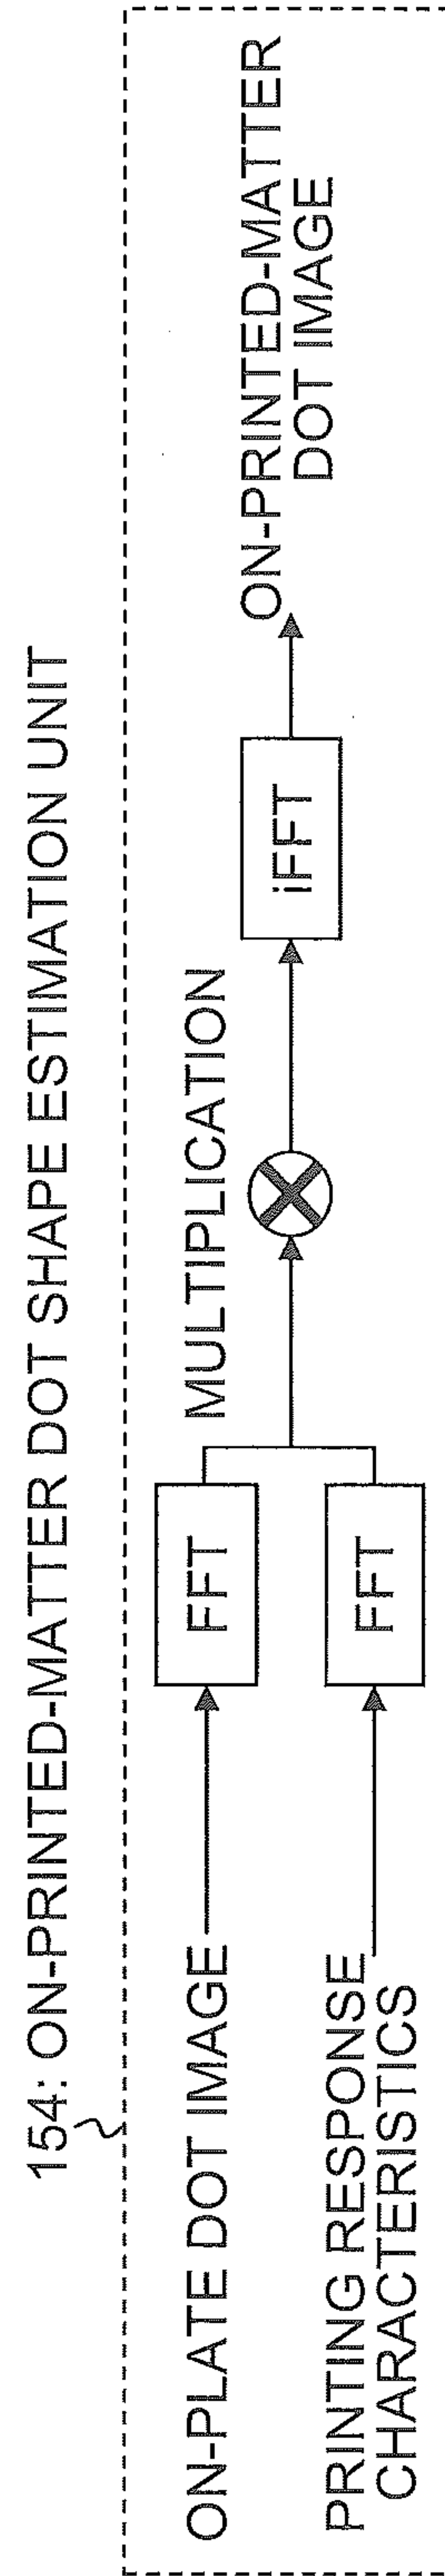 154: ON-PRINTED-MATTER DOT SHAPE ESTIMATION UNIT
ON-PLATE DOT IMAGE
FFT
MULTIPLICATION
PRINTING RESPONSE
CHARACTERISTICS
FFT
iFFT
ON-PRINTED-MATTER
DOT IMAGE